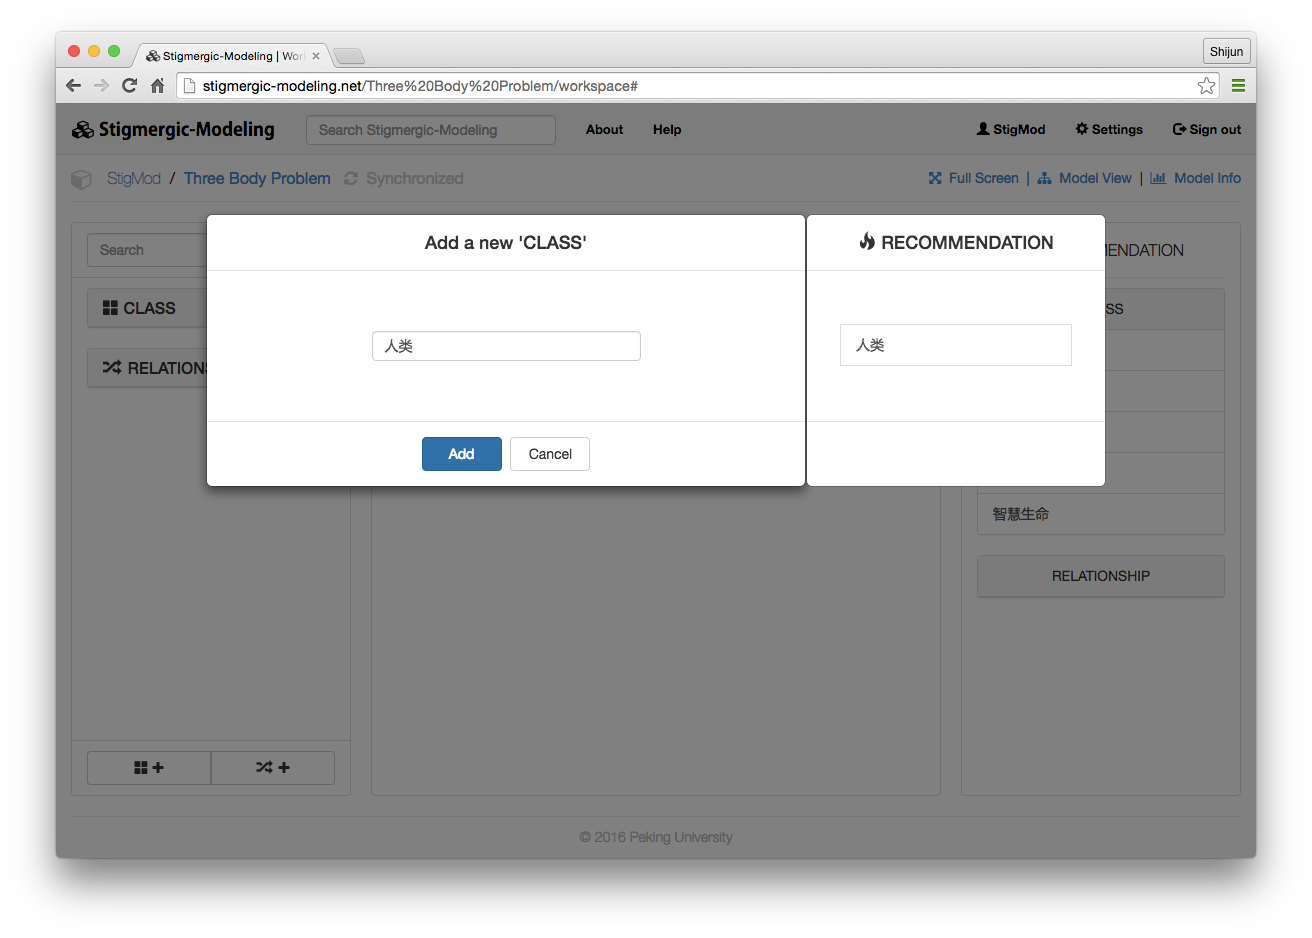 Stigmergic-Modeling | Wor
Shijun
stigmergic-modeling.net/Three%20Body%20Problem/workspace#
Stigmergic-Modeling
Search Stigmergic-Modeling
About
Help
StigMod
Settings
Sign out
StigMod / Three Body Problem
Synchronized
Full Screen | Model View | Model Info
Search
CLASS
RELATIONS
Add a new 'CLASS'
人类
Add
Cancel
RECOMMENDATION
人类
MENDATION
SS
智慧生命
RELATIONSHIP
© 2016 Peking University